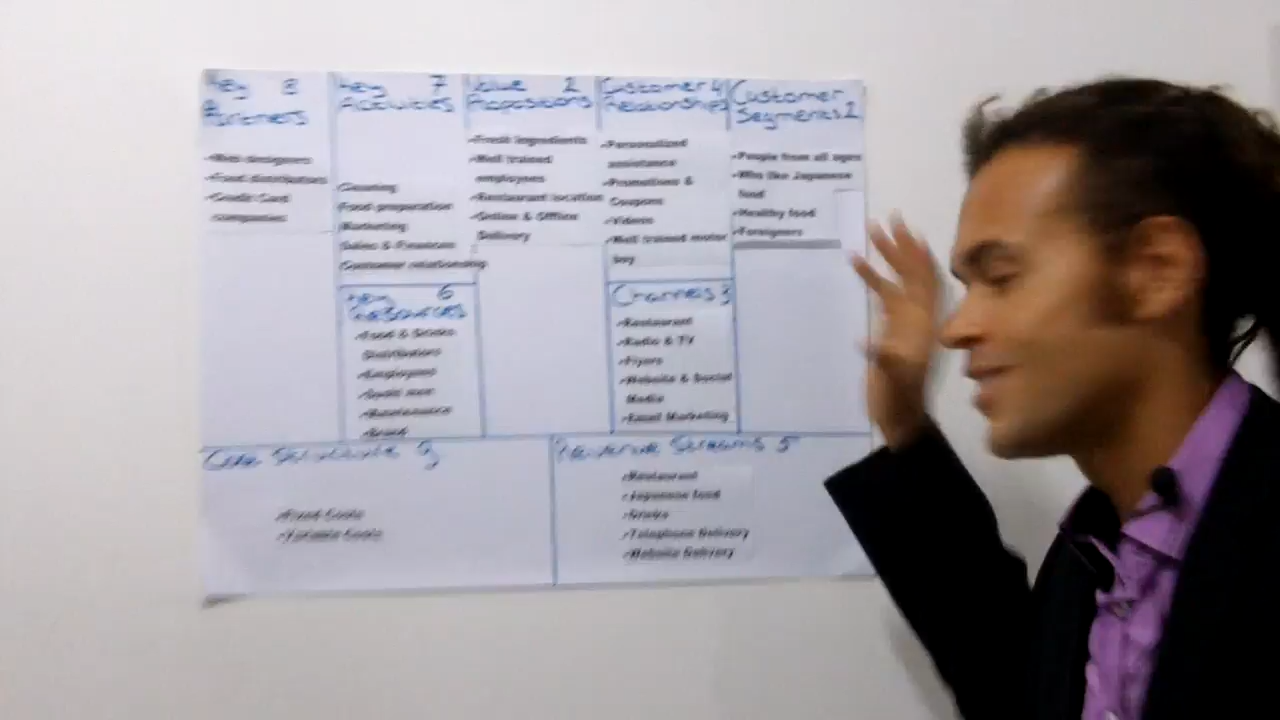 Key 8
Partners
Web designers
Food distributors
Credit Card
companies
Key 7
Activities
Cleaning
Food preparation
Marketing
Sales & Finances
Customer relationship
Value 2
Propositions
Fresh ingredients
Well trained
employees
Restaurant location
Online & Offline
Delivery
Customer 4
Relationships
Personalized
assistance
Promotions &
Coupons
Videos
Well trained motor
boy
Customer
Segments 1
People from all ages
Who like Japanese
food
Healthy food
Foreigners
Key 6
Resources
Food & Drinks
Distributors
Employees
Maintenance
Brand
Channels 3
Restaurant
Radio & TV
Flyers
Website & Social
Media
Email Marketing
Cost Structure 9
Fixed Costs
Variable Costs
Revenue Streams 5
Restaurant
Japanese food
Drinks
Telephone Delivery
Website Delivery